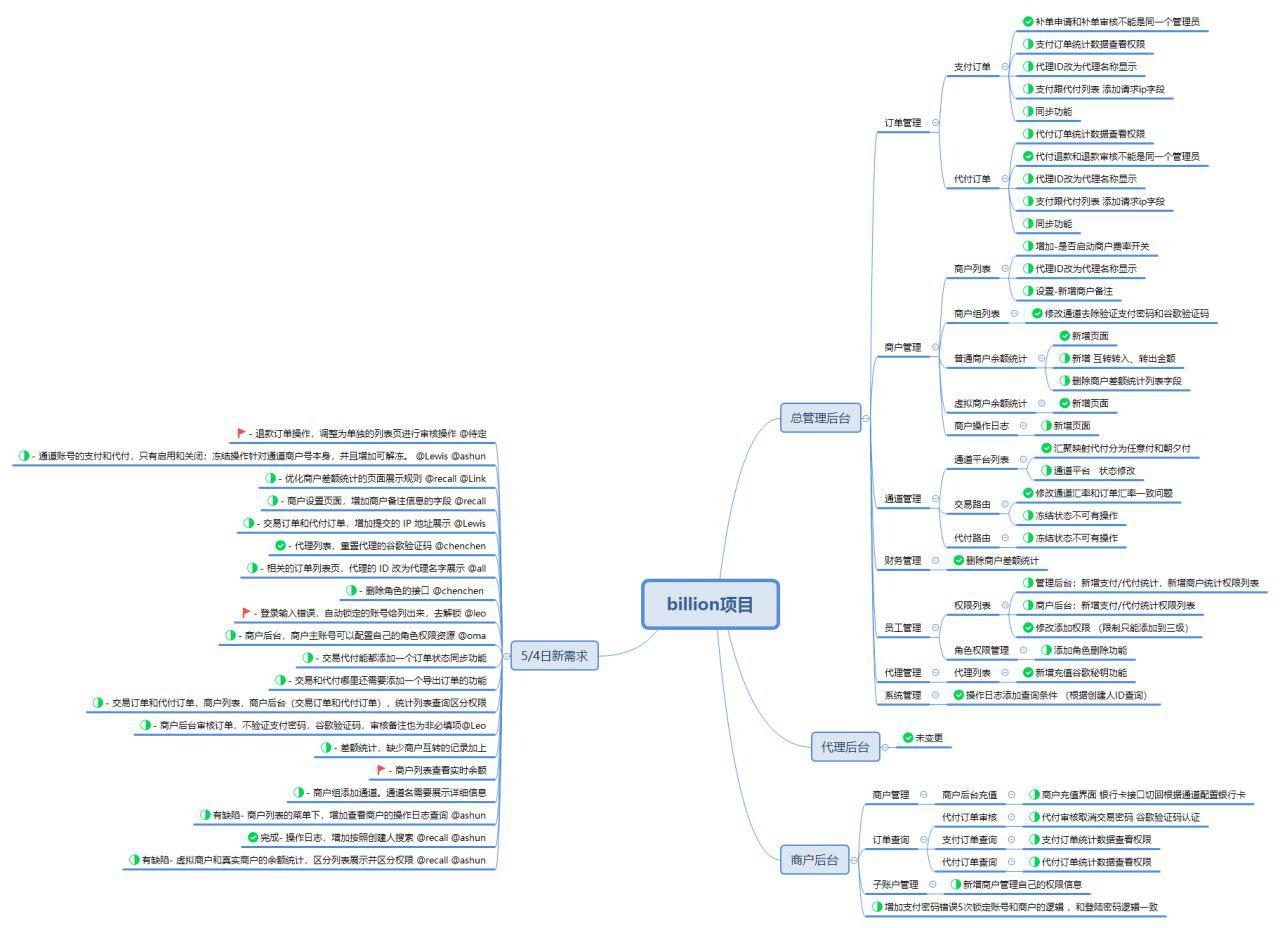 billion项目
总管理后台
订单管理
支付订单
补单申请和补单审核不能是同一个管理员
支付订单统计数据查看权限
代理ID改为代理名称显示
支付跟代付列表 添加请求ip字段
同步功能
代付订单
代付订单统计数据查看权限
代付退款和退款审核不能是同一个管理员
代理ID改为代理名称显示
支付跟代付列表 添加请求ip字段
同步功能
商户管理
商户列表
增加-是否启动商户费率开关
代理ID改为代理名称显示
设置-新增商户备注
商户组列表
修改通道去除验证支付密码和谷歌验证码
普通商户余额统计
新增页面
新增 互转转入、转出金额
删除商户差额统计列表字段
虚拟商户余额统计
新增页面
商户操作日志
新增页面
通道管理
通道平台列表
汇聚映射代付分为任意付和朝夕付
通道平台 状态修改
交易路由
修改通道汇率和订单汇率一致问题
冻结状态不可有操作
代付路由
冻结状态不可有操作
财务管理
删除商户差额统计
员工管理
权限列表
管理后台：新增支付/代付统计，新增商户统计权限列表
商户后台：新增支付/代付统计权限列表
修改添加权限 （限制只能添加到三级）
角色权限管理
添加角色删除功能
代理管理
代理列表
新增充值谷歌秘钥功能
系统管理
操作日志添加查询条件 （根据创建人ID查询）
代理后台
未变更
商户后台
商户管理
商户后台充值
商户充值界面 银行卡接口切回根据通道配置银行卡
订单查询
代付订单审核
代付审核取消交易密码 谷歌验证码认证
支付订单查询
支付订单统计数据查看权限
代付订单查询
代付订单统计数据查看权限
子账户管理
新增商户管理自己的权限信息
增加支付密码错误5次锁定账号和商户的逻辑 ，和登陆密码逻辑一致
5/4日新需求
- 退款订单操作，调整为单独的列表页进行审核操作 @待定
- 通道账号的支付和代付，只有启用和关闭；冻结操作针对通道商户号本身，并且增加可解冻。 @Lewis @ashun
- 优化商户差额统计的页面展示规则 @recall @Link
- 商户设置页面，增加商户备注信息的字段 @recall
- 交易订单和代付订单，增加提交的 IP 地址展示 @Lewis
- 代理列表，重置代理的谷歌验证码 @chenchen
- 相关的订单列表页，代理的 ID 改为代理名字展示 @all
- 删除角色的接口 @chenchen
- 登录输入错误，自动锁定的账号给列出来，去解锁 @leo
- 商户后台，商户主账号可以配置自己的角色权限资源 @oma
- 交易代付能都添加一个订单状态同步功能
- 交易和代付哪里还需要添加一个导出订单的功能
- 交易订单和代付订单，商户列表，商户后台（交易订单和代付订单），统计列表查询区分权限
- 商户后台审核订单，不验证支付密码，谷歌验证码，审核备注也为非必填项@Leo
- 差额统计，缺少商户互转的记录加上
- 商户列表查看实时余额
- 商户组添加通道。通道名需要展示详细信息
有缺陷- 商户列表的菜单下，增加查看商户的操作日志查询 @ashun
完成- 操作日志，增加按照创建人搜索 @recall @ashun
有缺陷- 虚拟商户和真实商户的余额统计，区分列表展示并区分权限 @recall @ashun